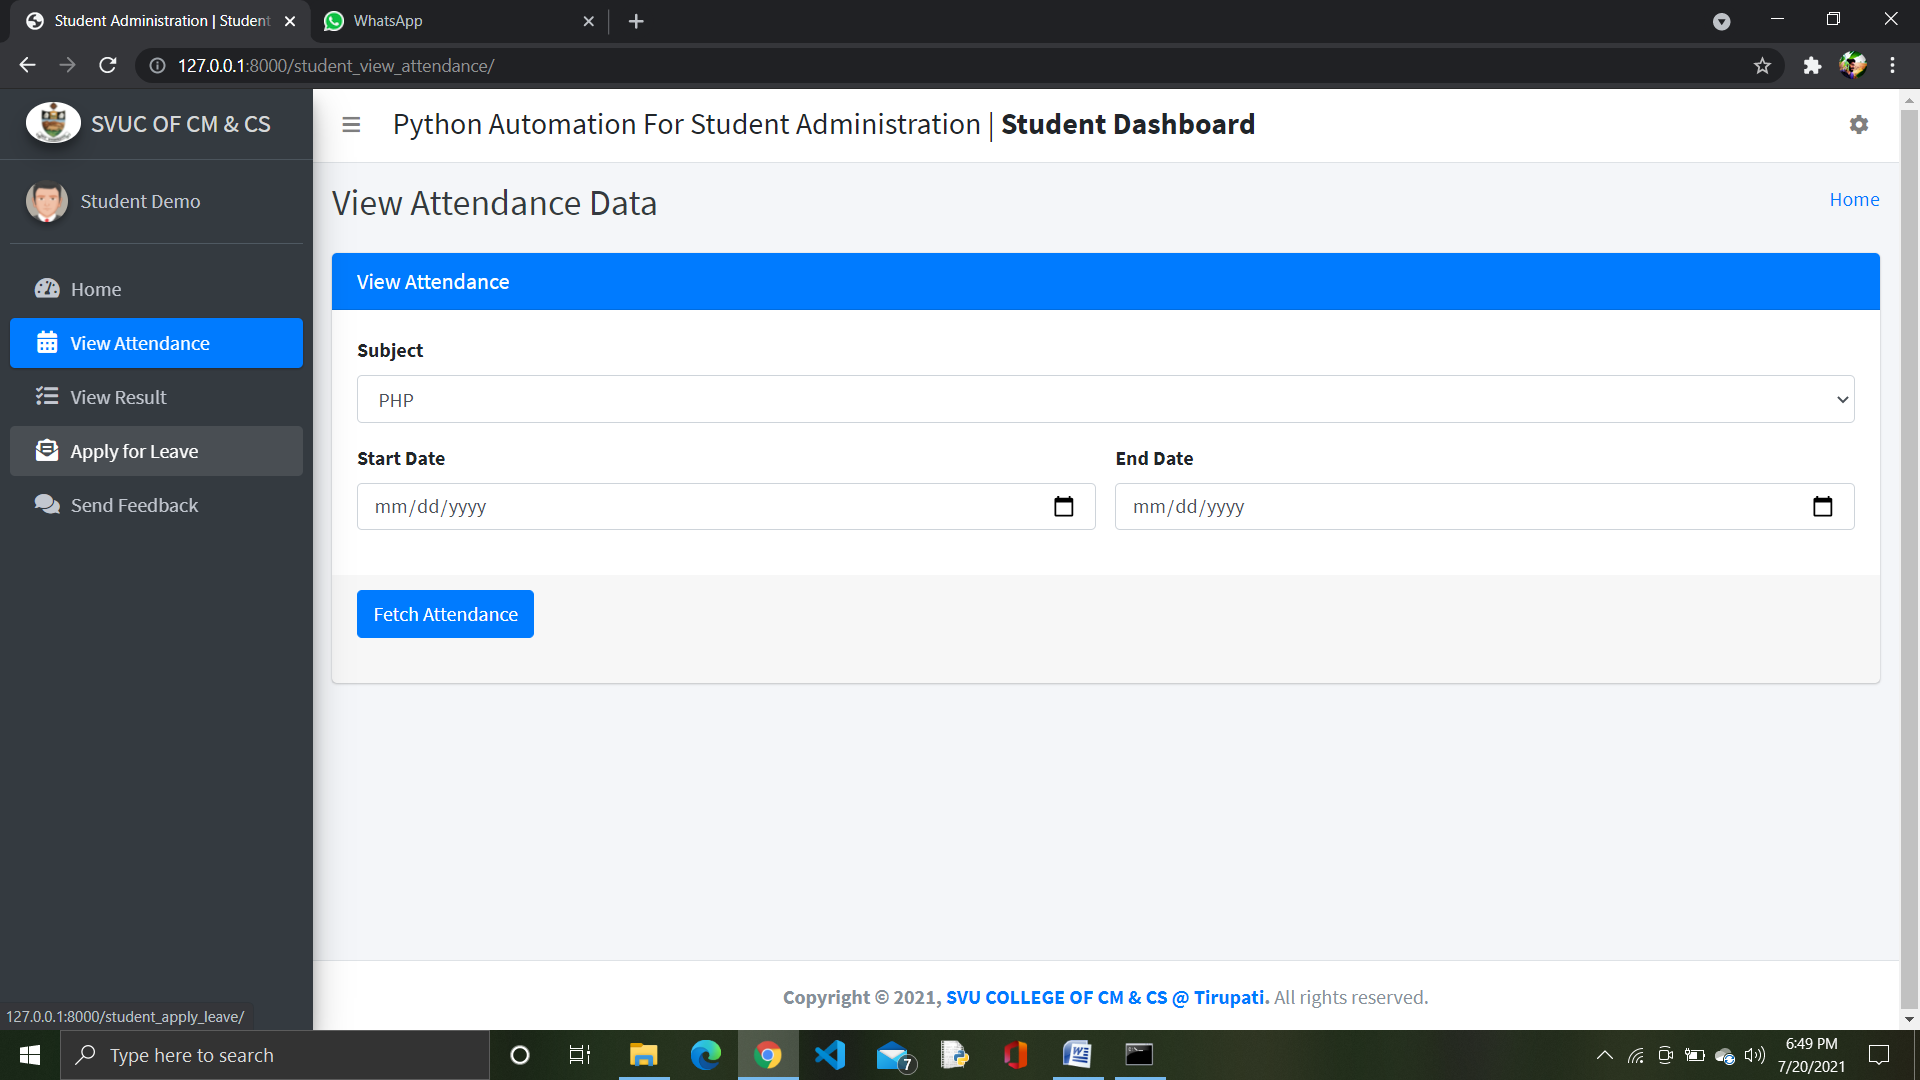 Student Administration | Student
WhatsApp
127.0.0.1:8000/student_view_attendance/
SVUC OF CM & CS
Python Automation For Student Administration | Student Dashboard
Student Demo
View Attendance Data
Home
Home
View Attendance
View Result
Apply for Leave
Send Feedback
View Attendance
Subject
PHP
Start Date
End Date
mm/dd/yyyy
mm/dd/yyyy
Fetch Attendance
Copyright © 2021, SVU COLLEGE OF CM & CS @ Tirupati. All rights reserved.
127.0.0.1:8000/student_apply_leave/
Type here to search
7
6:49 PM
7/20/2021